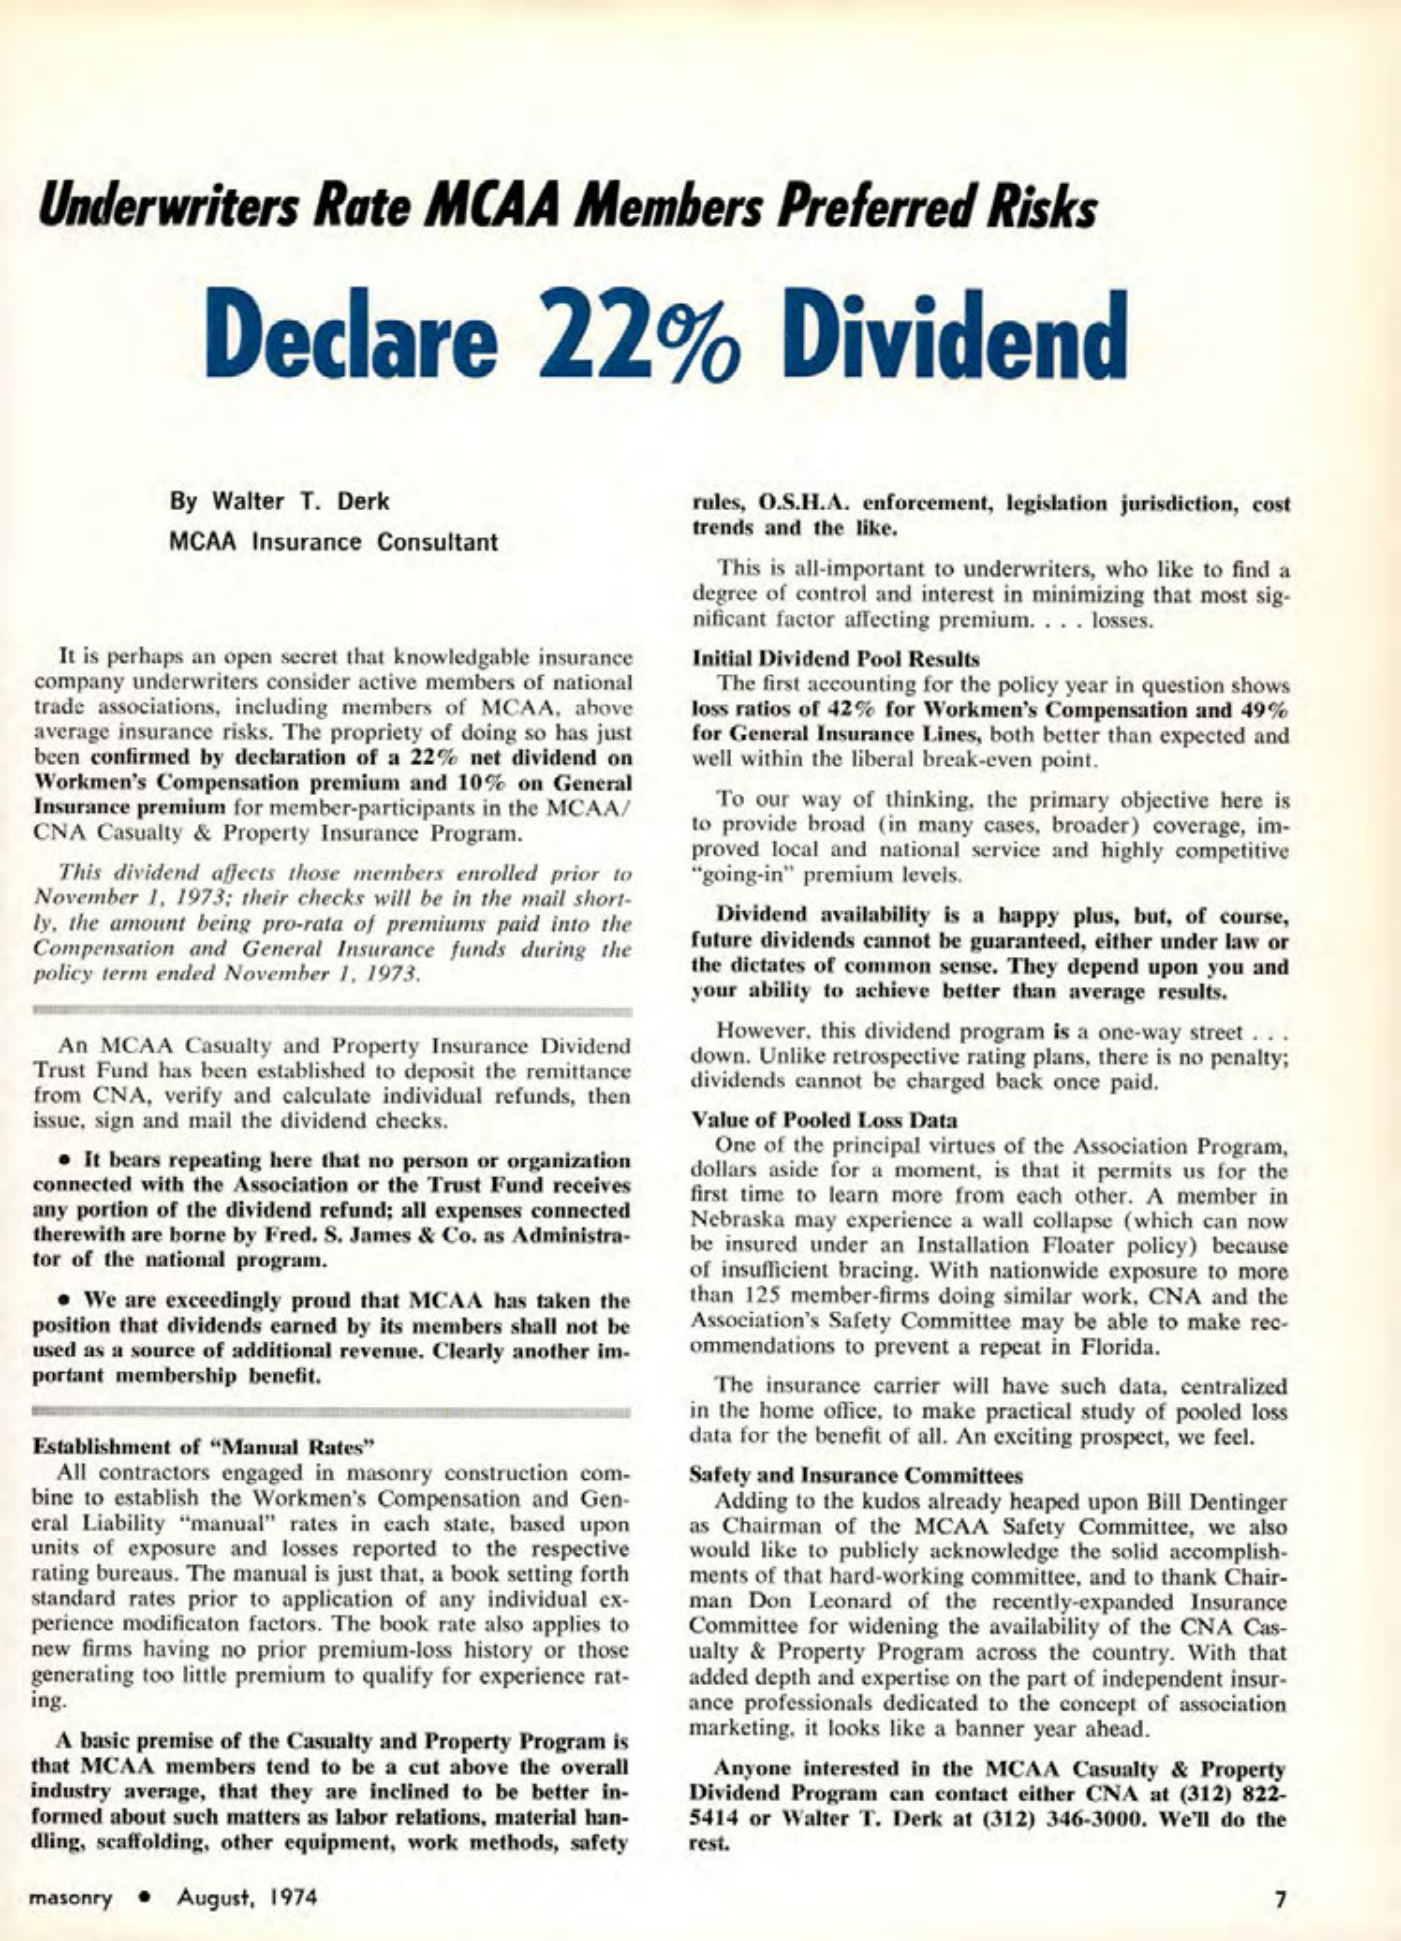 Underwriters Rate MCAA Members Preferred Risks
Declare 22% Dividend
By Walter T. Derk
MCAA Insurance Consultant
It is perhaps an open secret that knowledgable insurance
company underwriters consider active members of national
trade associations, including members of MCAA, above
average insurance risks. The propriety of doing so has just
been confirmed by declaration of a 22% net dividend on
Workmen's Compensation premium and 10% on General
Insurance premium for member-participants in the MCAA/
CNA Casualty & Property Insurance Program.
This dividend affects those members enrolled prior to
November 1, 1973; their checks will be in the mail short-
ly, the amount being pro-rata of premiums paid into the
Compensation and General Insurance funds during the
policy term ended November 1, 1973.
An MCAA Casualty and Property Insurance Dividend
Trust Fund has been established to deposit the remittance
from CNA, verify and calculate individual refunds, then
issue, sign and mail the dividend checks.
• It bears repeating here that no person or organization
connected with the Association or the Trust Fund receives
any portion of the dividend refund; all expenses connected
therewith are borne by Fred. S. James & Co. as Administra-
tor of the national program.
• We are exceedingly proud that MCAA has taken the
position that dividends earned by its members shall not be
used as a source of additional revenue. Clearly another im-
portant membership benefit.
Establishment of "Manual Rates"
All contractors engaged in masonry construction com-
bine to establish the Workmen's Compensation and Gen-
eral Liability "manual" rates in each state, based upon
units of exposure and losses reported to the respective
rating bureaus. The manual is just that, a book setting forth
standard rates prior to application of any individual ex-
perience modificaton factors. The book rate also applies to
new firms having no prior premium-loss history or those
generating too little premium to qualify for experience rat-
ing.
A basic premise of the Casualty and Property Program is
that MCAA members tend to be a cut above the overall
industry average, that they are inclined to be better in-
formed about such matters as labor relations, material han-
dling, scaffolding, other equipment, work methods, safety
rules, O.S.H.A. enforcement, legislation jurisdiction, cost
trends and the like.
This is all-important to underwriters, who like to find a
degree of control and interest in minimizing that most sig-
nificant factor affecting premium. . . . losses.
Initial Dividend Pool Results
The first accounting for the policy year in question shows
loss ratios of 42% for Workmen's Compensation and 49%
for General Insurance Lines, both better than expected and
well within the liberal break-even point.
To our way of thinking, the primary objective here is
to provide broad (in many cases, broader) coverage, im-
proved local and national service and highly competitive
"going-in" premium levels.
Dividend availability is a happy plus, but, of course,
future dividends cannot be guaranteed, either under law or
the dictates of common sense. They depend upon you and
your ability to achieve better than average results.
However, this dividend program is a one-way street . . .
down. Unlike retrospective rating plans, there is no penalty;
dividends cannot be charged back once paid.
Value of Pooled Loss Data
One of the principal virtues of the Association Program,
dollars aside for a moment, is that it permits us for the
first time to learn more from each other. A member in
Nebraska may experience a wall collapse (which can now
be insured under an Installation Floater policy) because
of insufficient bracing. With nationwide exposure to more
than 125 member-firms doing similar work, CNA and the
Association's Safety Committee may be able to make rec-
ommendations to prevent a repeat in Florida.
The insurance carrier will have such data, centralized
in the home office, to make practical study of pooled loss
data for the benefit of all. An exciting prospect, we feel.
Safety and Insurance Committees
Adding to the kudos already heaped upon Bill Dentinger
as Chairman of the MCAA Safety Committee, we also
would like to publicly acknowledge the solid accomplish-
ments of that hard-working committee, and to thank Chair-
man Don Leonard of the recently-expanded Insurance
Committee for widening the availability of the CNA Cas-
ualty & Property Program across the country. With that
added depth and expertise on the part of independent insur-
ance professionals dedicated to the concept of association
marketing, it looks like a banner year ahead.
Anyone interested in the MCAA Casualty & Property
Dividend Program can contact either CNA at (312) 822-
5414 or Walter T. Derk at (312) 346-3000. We'll do the
rest.
masonry • August, 1974
7